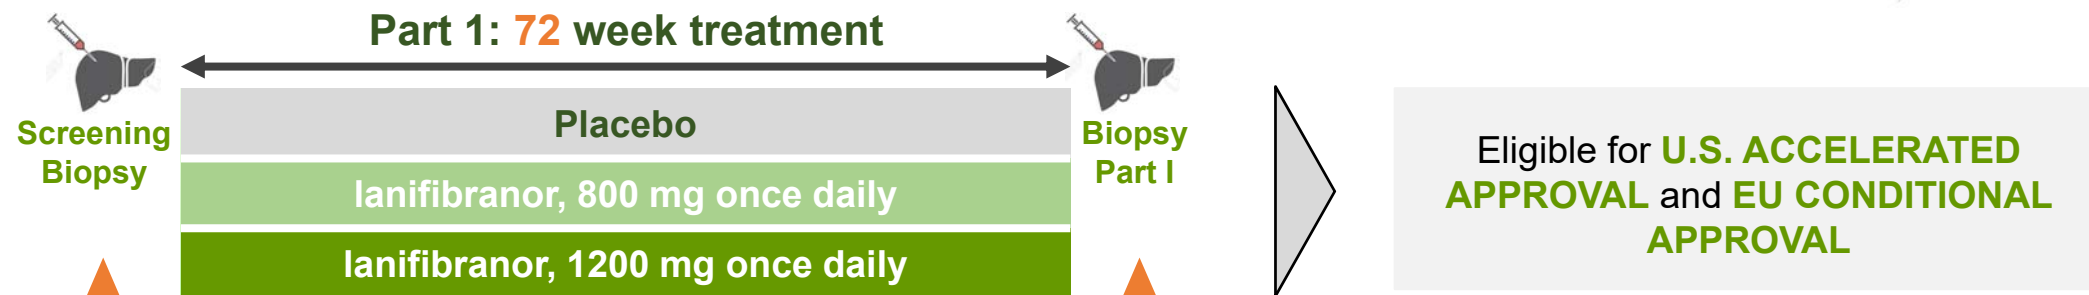 Part 1: 72 week treatment
Screening
Biopsy
Placebo
lanifibranor, 800 mg once daily
lanifibranor, 1200 mg once daily
Biopsy
Part I
Eligible for U.S. ACCELERATED
APPROVAL and EU CONDITIONAL
APPROVAL